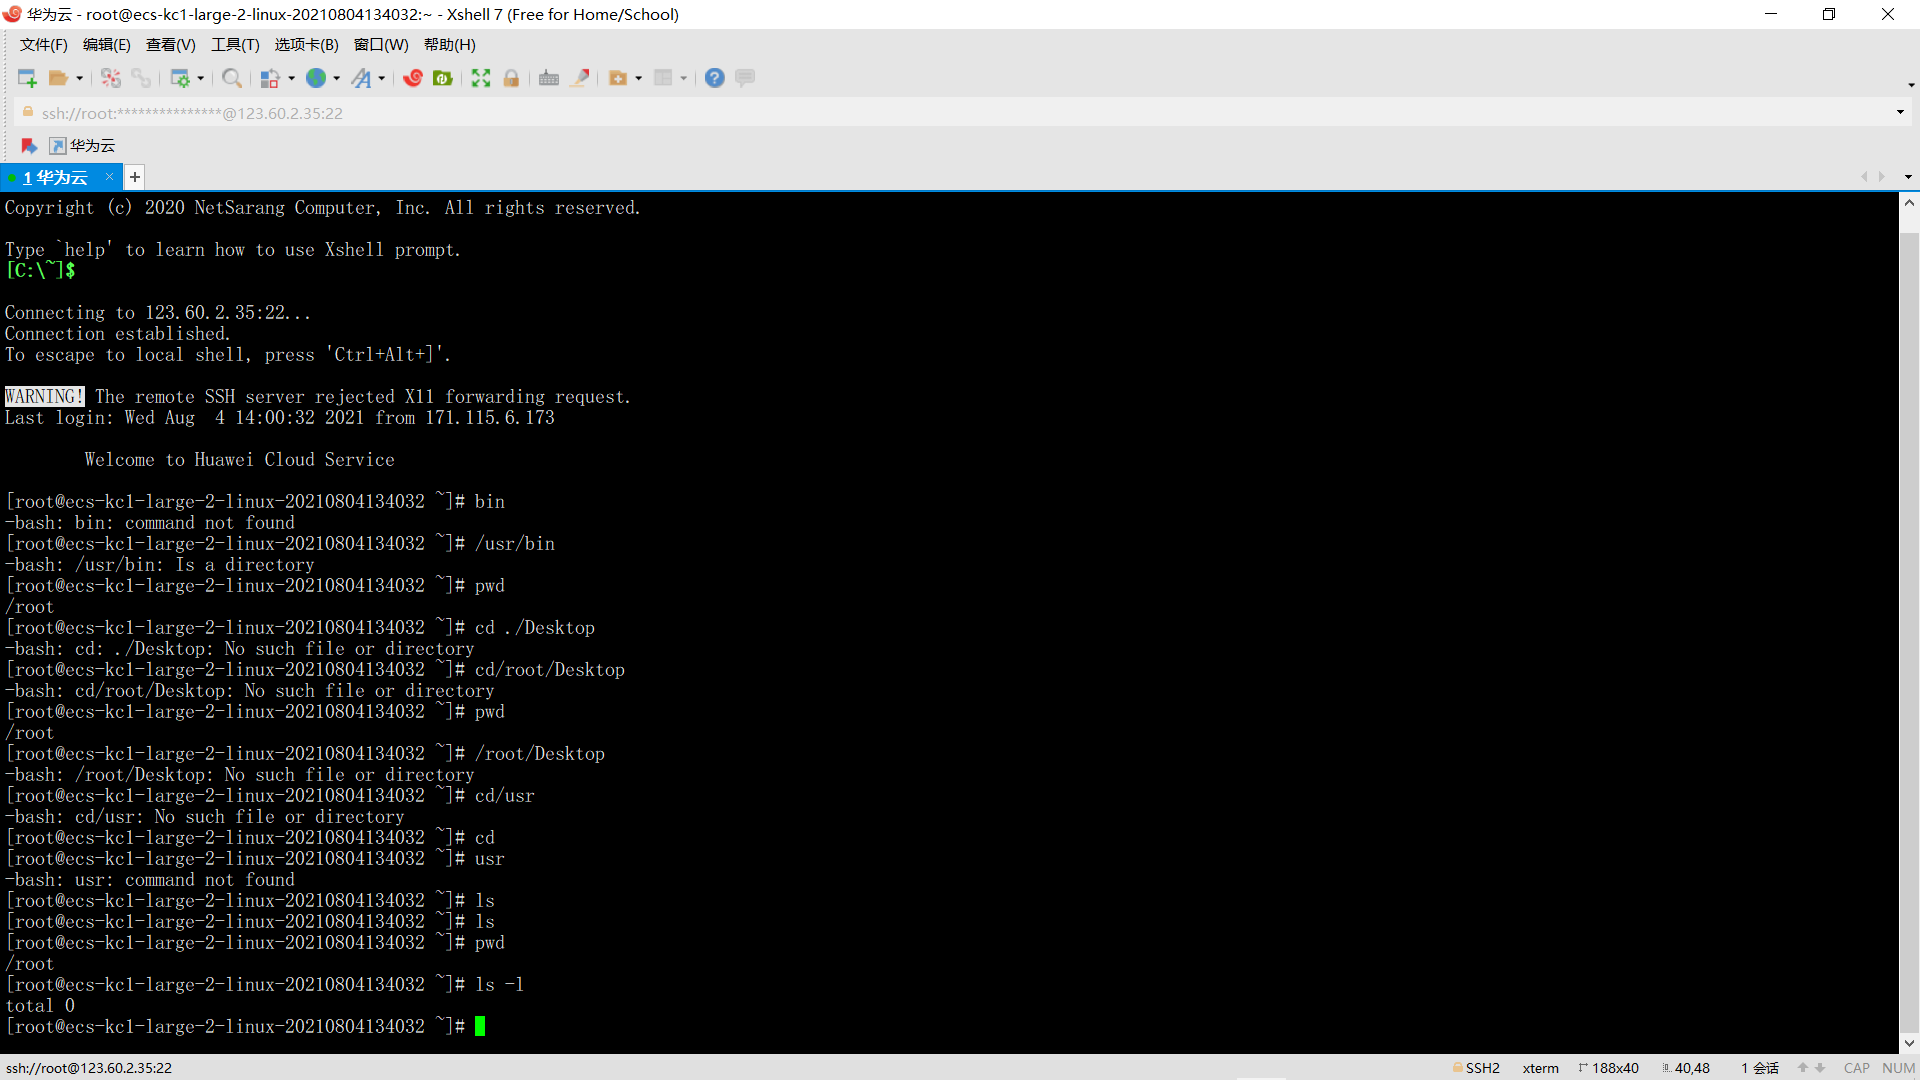 华为云 - root@ecs-kc1-large-2-linux-20210804134032:~ - Xshell 7 (Free for Home/School)
文件(F) 编辑(E) 查看(V) 工具(T) 选项卡(B) 窗口(W) 帮助(H)
ssh://root:***************@123.60.2.35:22
华为云
1 华为云 × +
Copyright (c) 2020 NetSarang Computer, Inc. All rights reserved.
Type `help' to learn how to use Xshell prompt.
[C:\~]$
Connecting to 123.60.2.35:22...
Connection established.
To escape to local shell, press 'Ctrl+Alt+]'.
WARNING! The remote SSH server rejected X11 forwarding request.
Last login: Wed Aug  4 14:00:32 2021 from 171.115.6.173
Welcome to Huawei Cloud Service
[root@ecs-kc1-large-2-linux-20210804134032 ~]# bin
-bash: bin: command not found
[root@ecs-kc1-large-2-linux-20210804134032 ~]# /usr/bin
-bash: /usr/bin: Is a directory
[root@ecs-kc1-large-2-linux-20210804134032 ~]# pwd
/root
[root@ecs-kc1-large-2-linux-20210804134032 ~]# cd ./Desktop
-bash: cd: ./Desktop: No such file or directory
[root@ecs-kc1-large-2-linux-20210804134032 ~]# cd/root/Desktop
-bash: cd/root/Desktop: No such file or directory
[root@ecs-kc1-large-2-linux-20210804134032 ~]# pwd
/root
[root@ecs-kc1-large-2-linux-20210804134032 ~]# /root/Desktop
-bash: /root/Desktop: No such file or directory
[root@ecs-kc1-large-2-linux-20210804134032 ~]# cd/usr
-bash: cd/usr: No such file or directory
[root@ecs-kc1-large-2-linux-20210804134032 ~]# cd
[root@ecs-kc1-large-2-linux-20210804134032 ~]# usr
-bash: usr: command not found
[root@ecs-kc1-large-2-linux-20210804134032 ~]# ls
[root@ecs-kc1-large-2-linux-20210804134032 ~]# ls
[root@ecs-kc1-large-2-linux-20210804134032 ~]# pwd
/root
[root@ecs-kc1-large-2-linux-20210804134032 ~]# ls -l
total 0
[root@ecs-kc1-large-2-linux-20210804134032 ~]#
ssh://root@123.60.2.35:22 SSH2 xterm 188x40 40,48 1 会话 CAP NUM